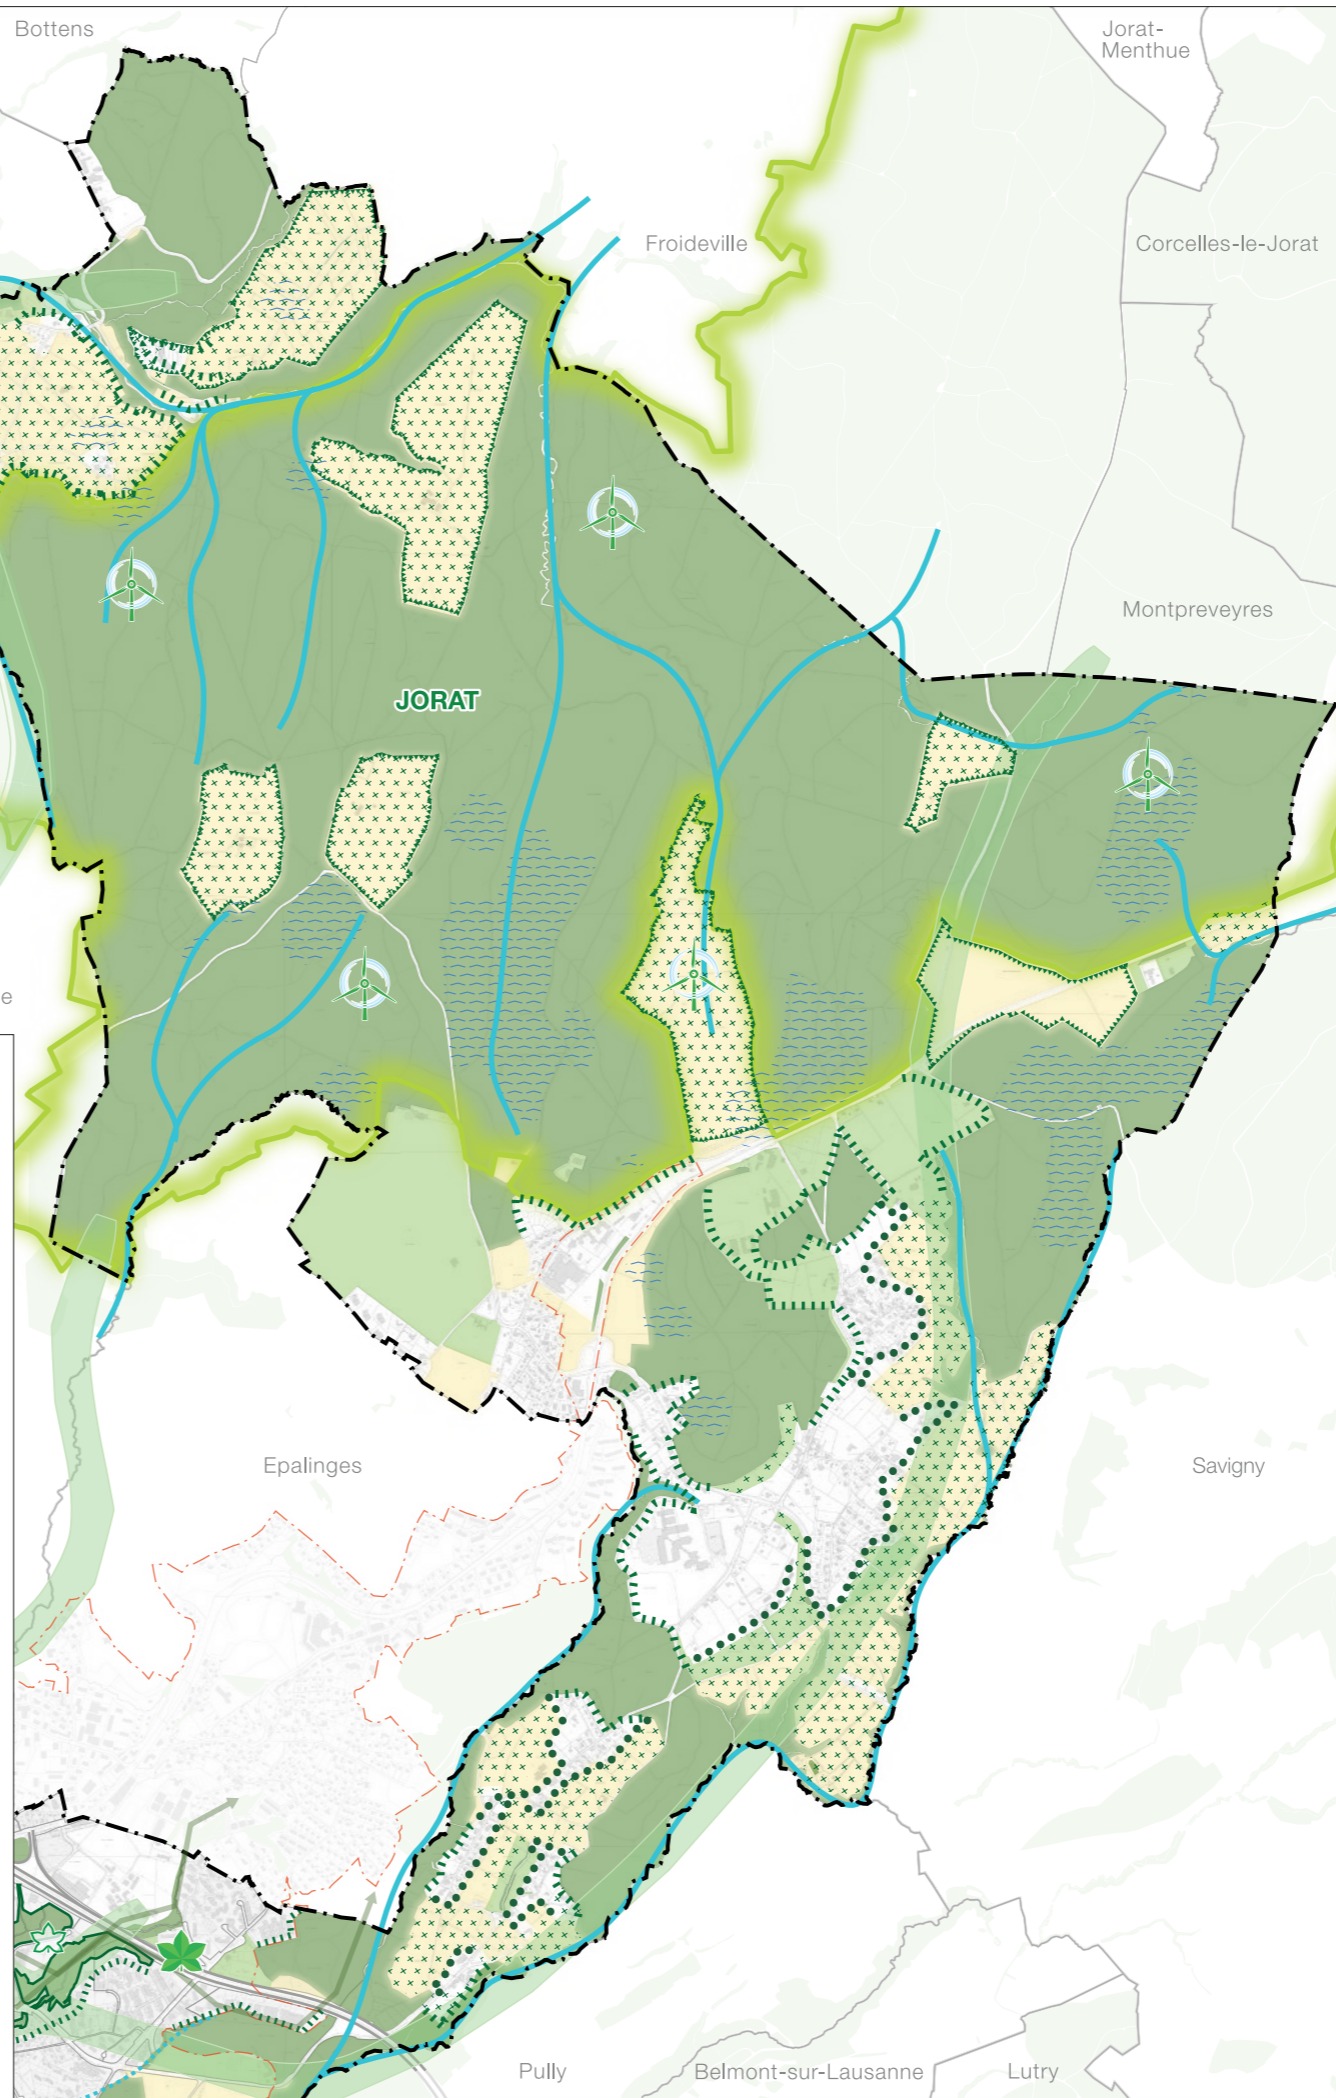 Bottens
Jorat-
Menthue
Froideville
Corcelles-le-Jorat
Montpreveyres
JORAT
e
Epalinges
Savigny
Pully
Belmont-sur-Lausanne
Lutry